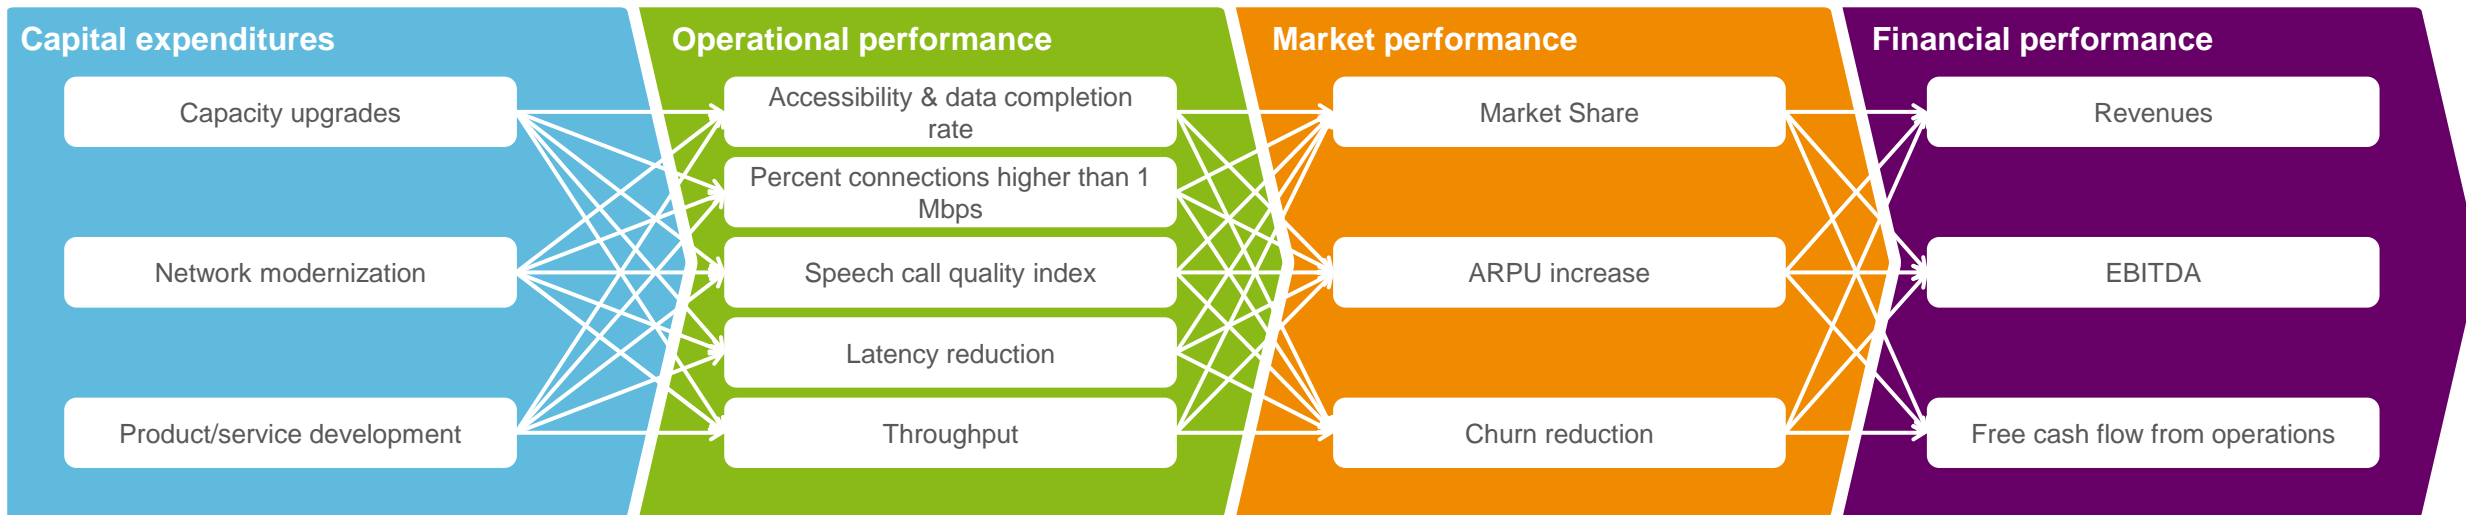 Capital expenditures
Capacity upgrades
Network modernization
Product/service development
Operational performance
Accessibility & data completion
rate
Percent connections higher than 1
Mbps
Speech call quality index
Latency reduction
Throughput
Market performance
Market Share
ARPU increase
Churn reduction
Financial performance
Revenues
EBITDA
Free cash flow from operations